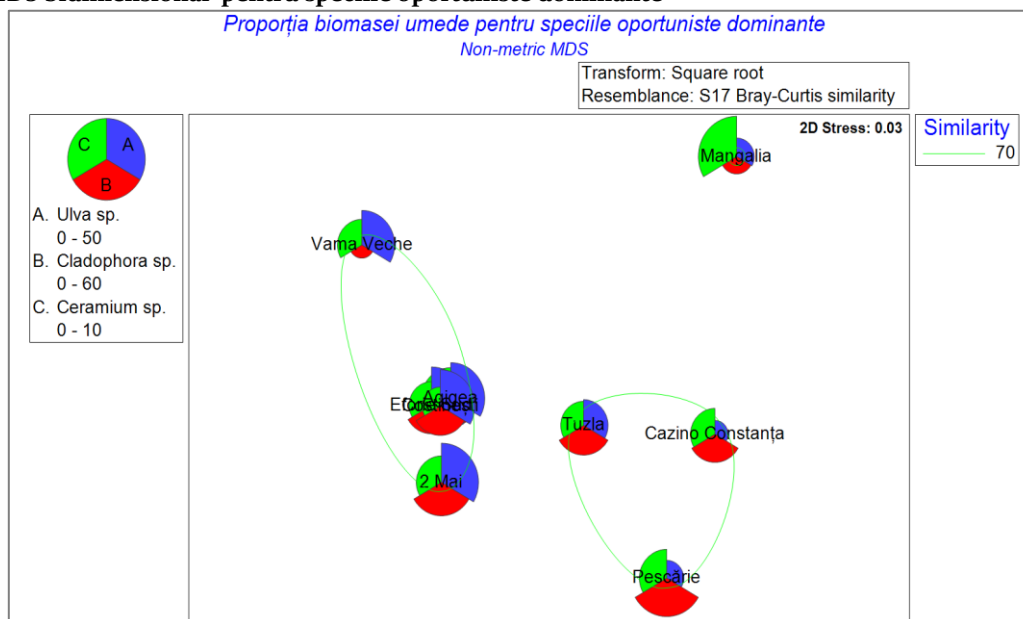 Proporția biomasei umede pentru speciile oportuniste dominante
Non-metric MDS
Transform: Square root
Resemblance: S17 Bray-Curtis similarity
2D Stress: 0.03
Similarity
70
C
A
B
A. Ulva sp.
0 - 50
B. Cladophora sp.
0 - 60
C. Ceramium sp.
0 - 10
Mangalia
Vama Veche
Agigea
2 Mai
Tuzla
Cazino Constanța
Pescărie